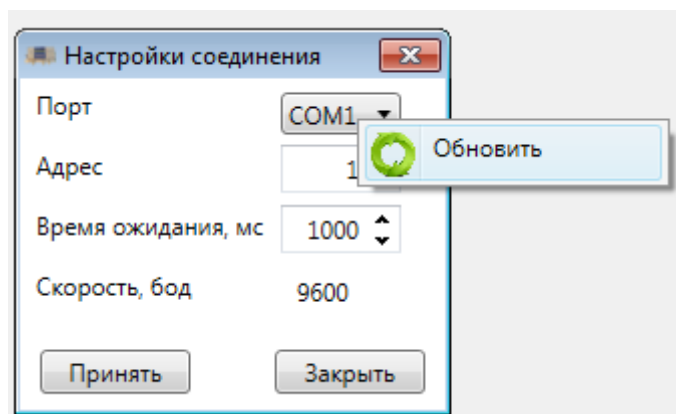 Настройки соединения
Порт COM1
Обновить
Адрес 1
Время ожидания, мс 1000
Скорость, бод 9600
Принять Закрыть